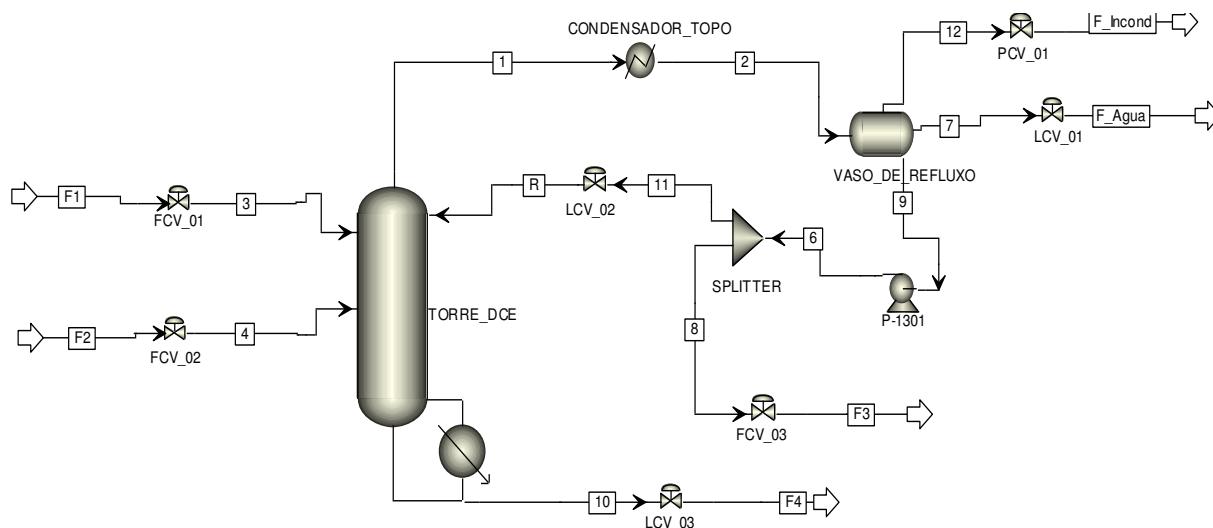 CONDENSADOR_TOPO
12
F_Incond
PCV_01
1
2
7
F_Agua
LCV_01
VASO_DE_REFLUXO
F1
3
FCV_01
R
LCV_02
11
9
6
SPLITTER
P-1301
TORRE_DCE
F2
4
FCV_02
8
FCV_03
F3
10
LCV_03
F4